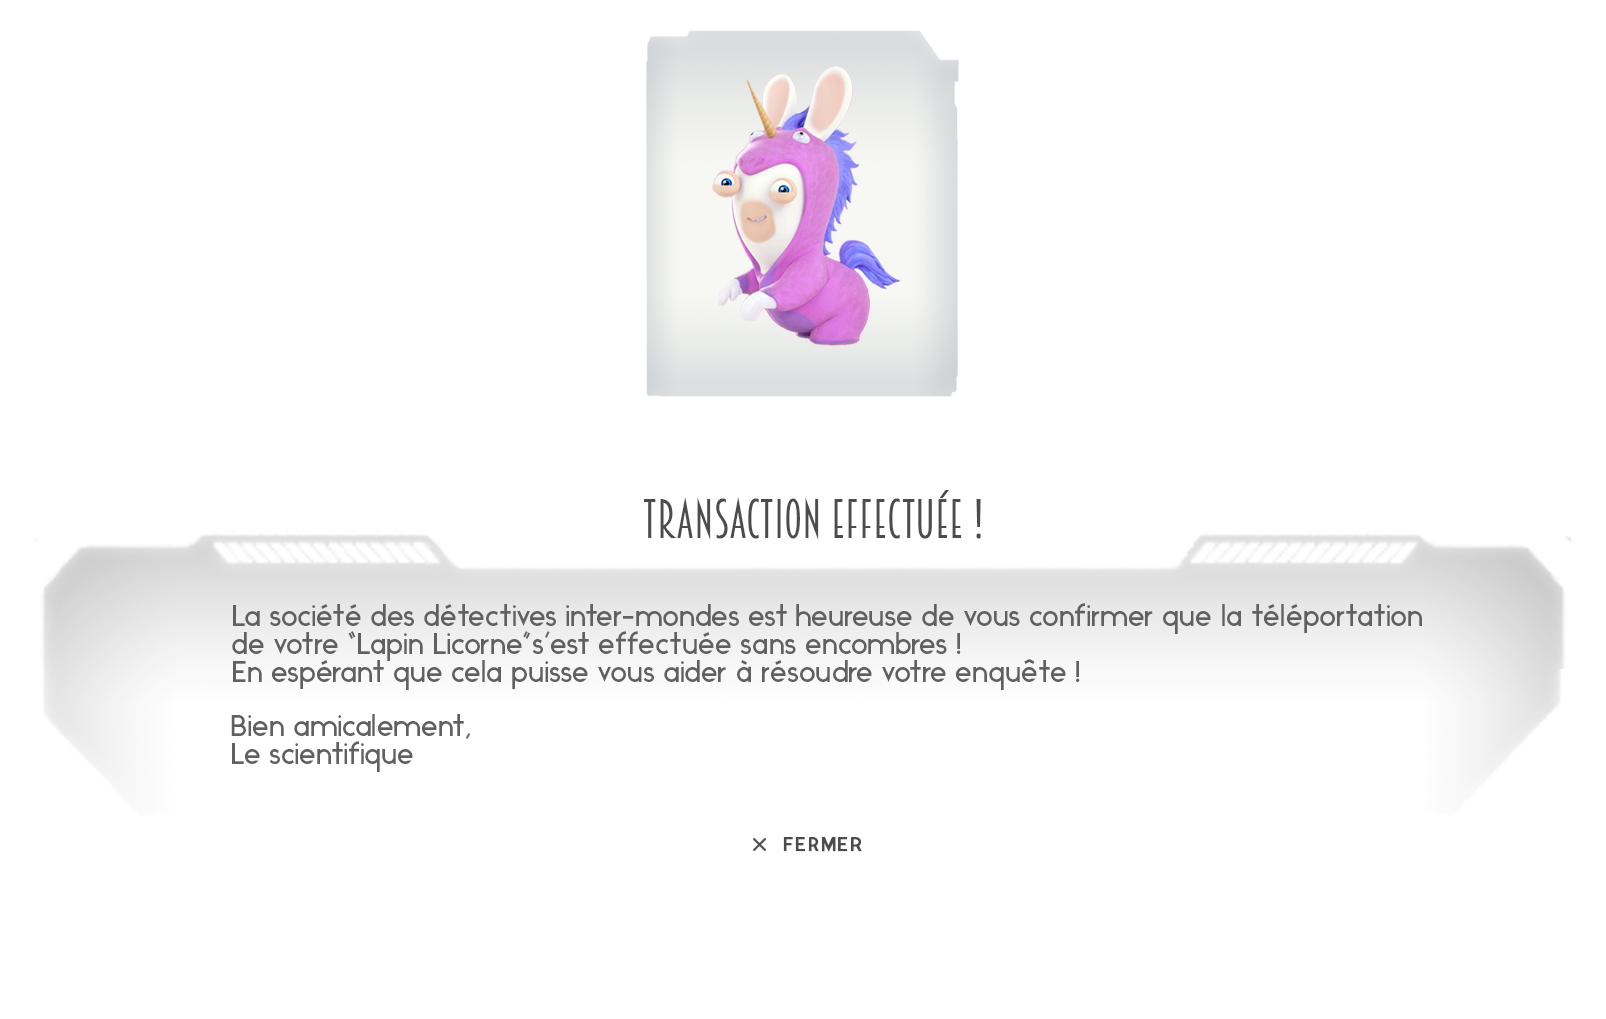 TRANSACTION EFFECTUÉE !
La société des détectives inter-mondes est heureuse de vous confirmer que la téléportation
de votre "Lapin Licorne"s'est effectuée sans encombres !
En espérant que cela puisse vous aider à résoudre votre enquête !
Bien amicalement,
Le scientifique
× FERMER